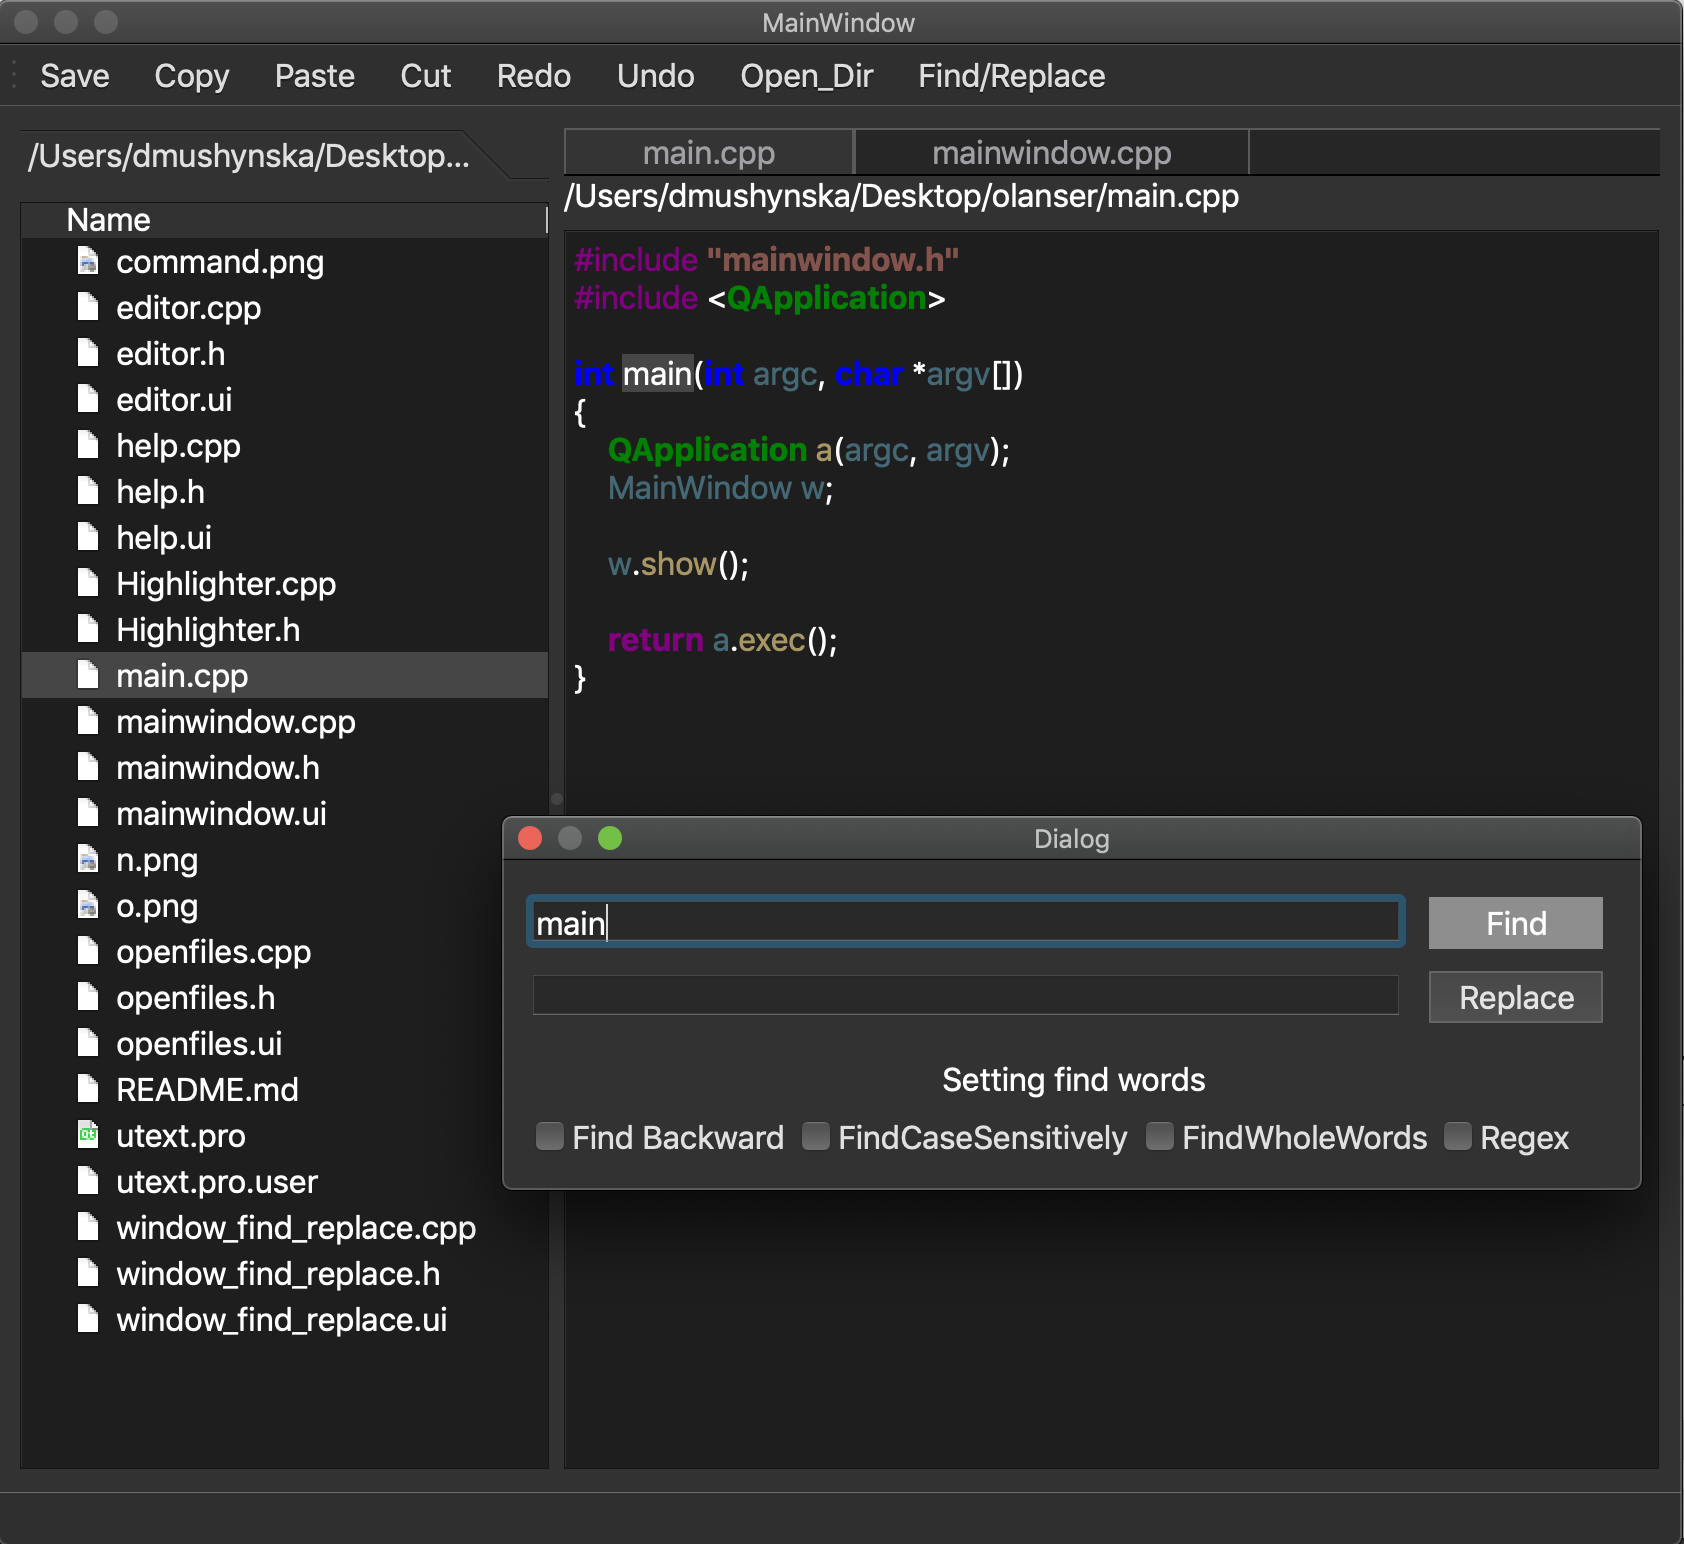 MainWindow
Save Copy Paste Cut Redo Undo Open_Dir Find/Replace
/Users/dmushynska/Desktop...
Name
command.png
editor.cpp
editor.h
editor.ui
help.cpp
help.h
help.ui
Highlighter.cpp
Highlighter.h
main.cpp
mainwindow.cpp
mainwindow.h
mainwindow.ui
n.png
o.png
openfiles.cpp
openfiles.h
openfiles.ui
README.md
utext.pro
utext.pro.user
window_find_replace.cpp
window_find_replace.h
window_find_replace.ui
main.cpp mainwindow.cpp
/Users/dmushynska/Desktop/olanser/main.cpp
#include "mainwindow.h"
#include <QApplication>
int main(int argc, char *argv[])
{
    QApplication a(argc, argv);
    MainWindow w;
    w.show();
    return a.exec();
}
Dialog
main Find
Replace
Setting find words
Find Backward FindCaseSensitively FindWholeWords Regex